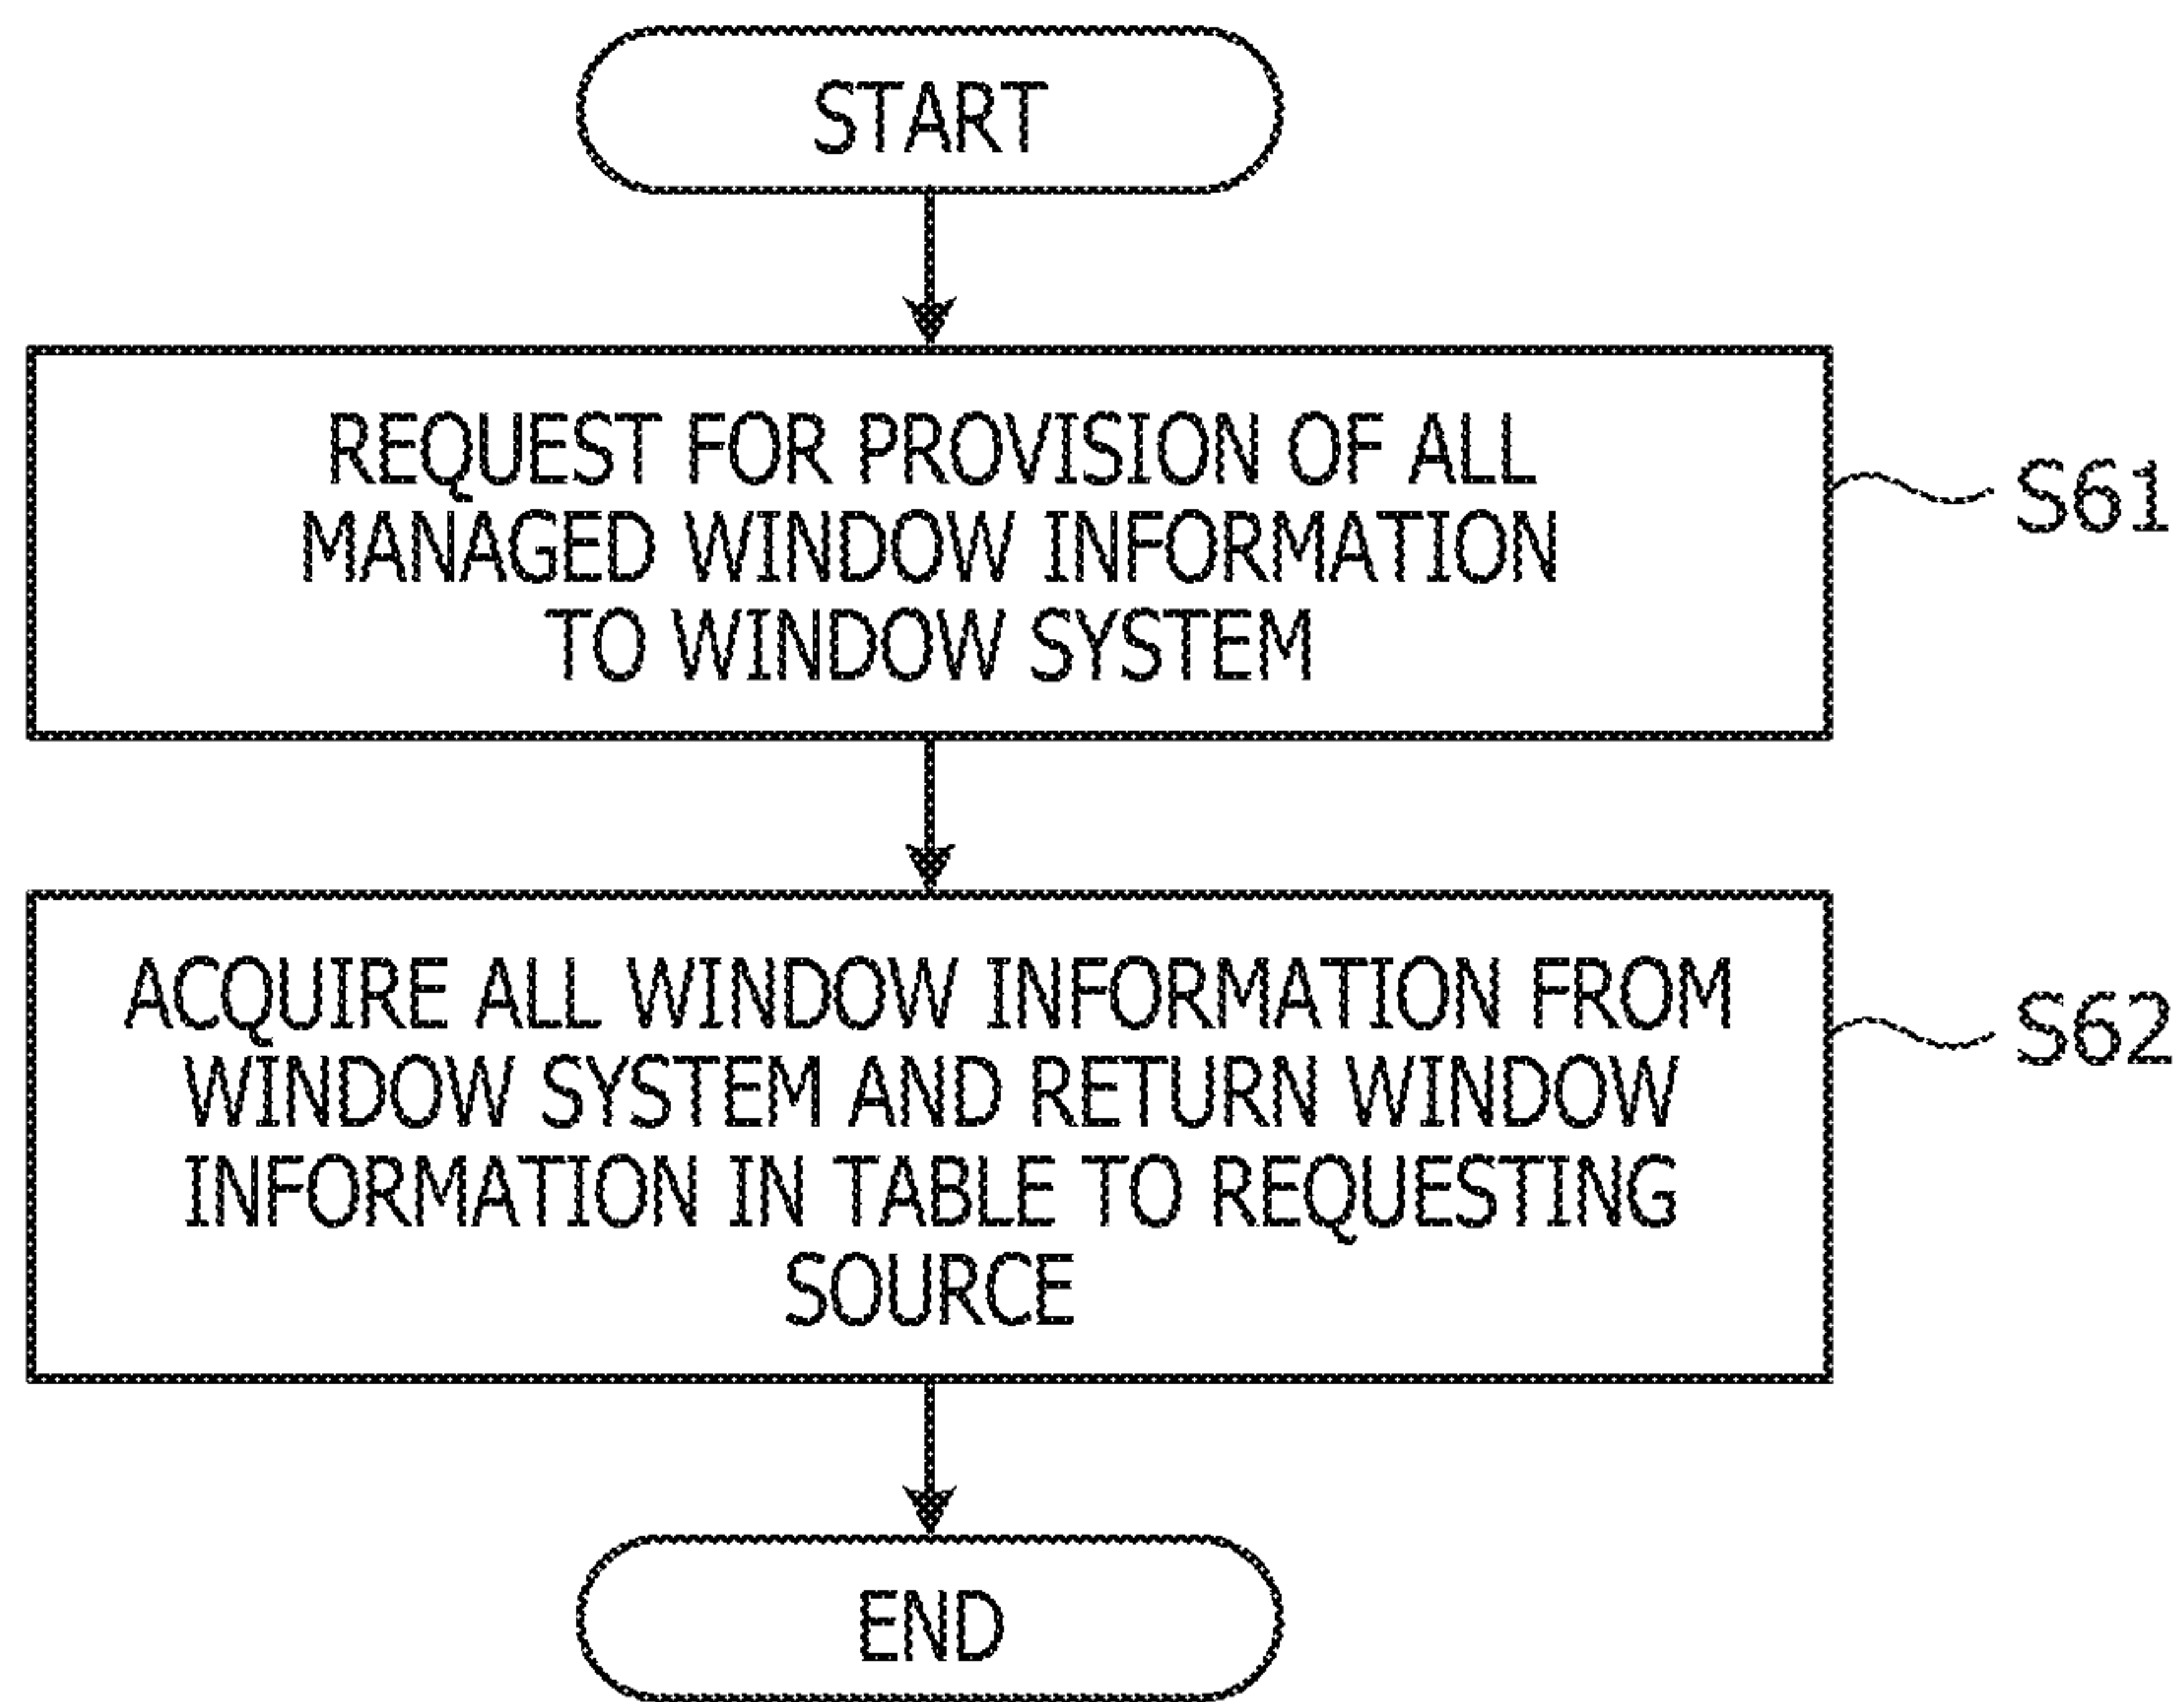 START
REQUEST FOR PROVISION OF ALL
MANAGED WINDOW INFORMATION
TO WINDOW SYSTEM
S61
ACQUIRE ALL WINDOW INFORMATION FROM
WINDOW SYSTEM AND RETURN WINDOW
INFORMATION IN TABLE TO REQUESTING
SOURCE
S62
END